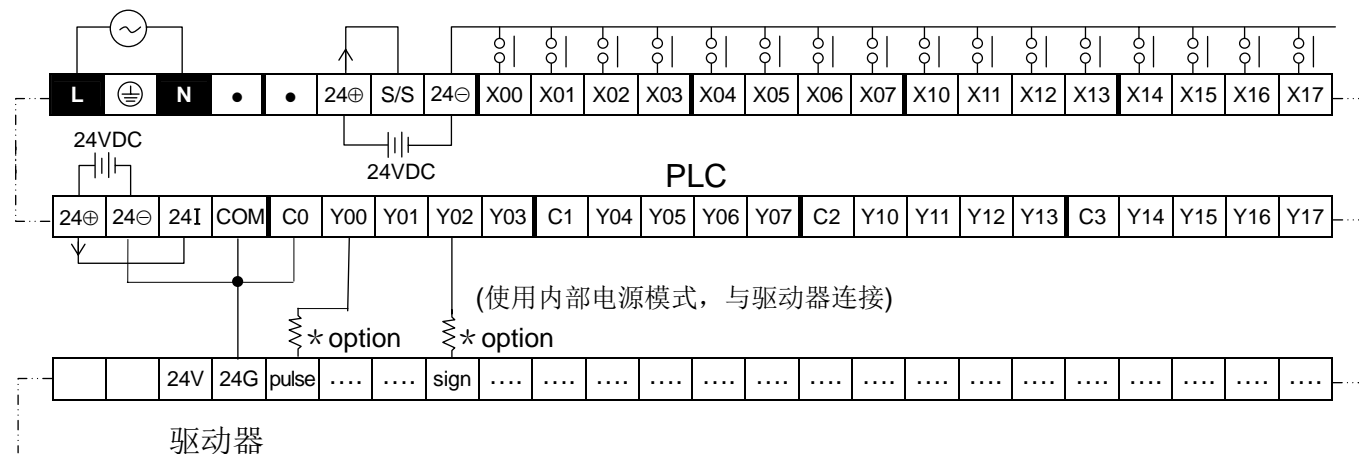 L N ● ● 24⊕ S/S 24⊖ X00 X01 X02 X03 X04 X05 X06 X07 X10 X11 X12 X13 X14 X15 X16 X17
24VDC
24VDC
PLC
24⊕ 24⊖ 24I COM C0 Y00 Y01 Y02 Y03 C1 Y04 Y05 Y06 Y07 C2 Y10 Y11 Y12 Y13 C3 Y14 Y15 Y16 Y17
(使用内部电源模式，与驱动器连接)
＊option ＊option
24V 24G pulse .... .... sign .... .... .... .... .... .... .... .... .... .... .... .... .... .... .... ....
驱动器